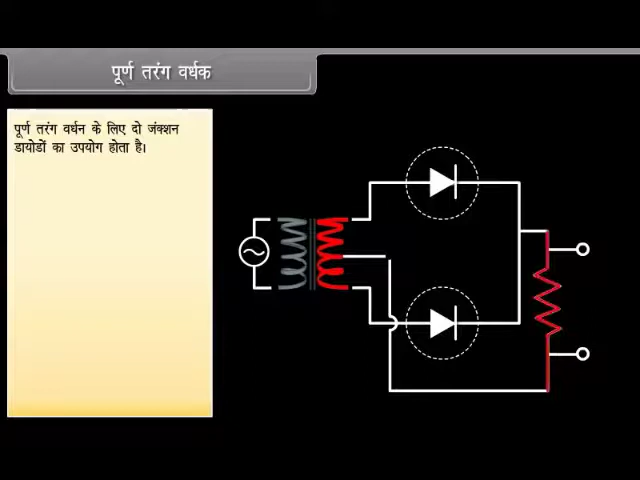 पूर्ण तरंग वर्धक
पूर्ण तरंग वर्धन के लिए दो जंक्शन
डायोडों का उपयोग होता है।